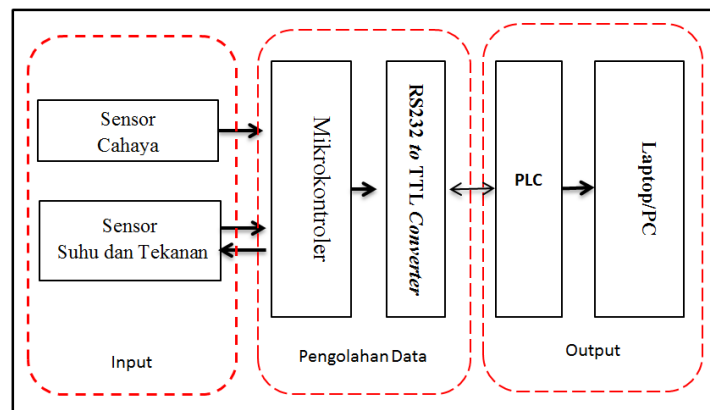 Sensor
Cahaya
Sensor
Suhu dan Tekanan
Input
Mikrokontroler
RS232 to TTL Converter
Pengolahan Data
PLC
Laptop/PC
Output